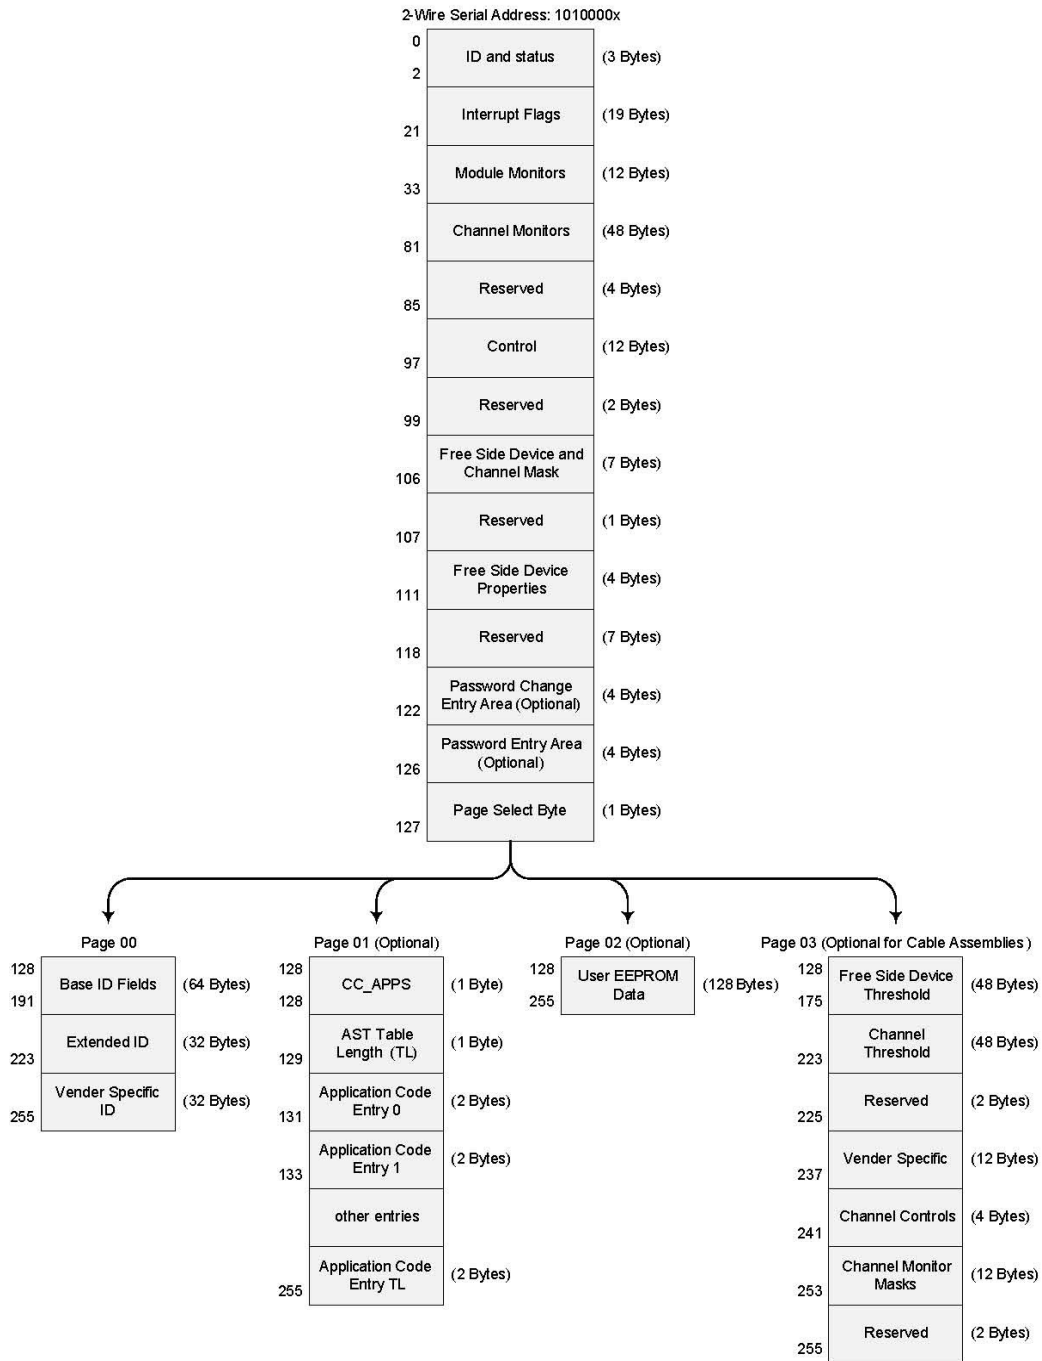 2-Wire Serial Address: 1010000x
0
ID and status (3 Bytes)
2
Interrupt Flags (19 Bytes)
21
Module Monitors (12 Bytes)
33
Channel Monitors (48 Bytes)
81
Reserved (4 Bytes)
85
Control (12 Bytes)
97
Reserved (2 Bytes)
99
Free Side Device and
Channel Mask (7 Bytes)
106
Reserved (1 Bytes)
107
Free Side Device
Properties (4 Bytes)
111
Reserved (7 Bytes)
118
Password Change
Entry Area (Optional) (4 Bytes)
122
Password Entry Area
(Optional) (4 Bytes)
126
Page Select Byte (1 Bytes)
127
Page 00
128
Base ID Fields (64 Bytes)
191
Extended ID (32 Bytes)
223
Vender Specific
ID (32 Bytes)
255
Page 01 (Optional)
128
CC_APPS (1 Byte)
128
AST Table
Length (TL) (1 Byte)
129
Application Code
Entry 0 (2 Bytes)
131
Application Code
Entry 1 (2 Bytes)
133
other entries
Application Code
Entry TL (2 Bytes)
255
Page 02 (Optional)
128
User EEPROM
Data (128 Bytes)
255
Page 03 (Optional for Cable Assemblies )
128
Free Side Device
Threshold (48 Bytes)
175
Channel
Threshold (48 Bytes)
223
Reserved (2 Bytes)
225
Vender Specific (12 Bytes)
237
Channel Controls (4 Bytes)
241
Channel Monitor
Masks (12 Bytes)
253
Reserved (2 Bytes)
255